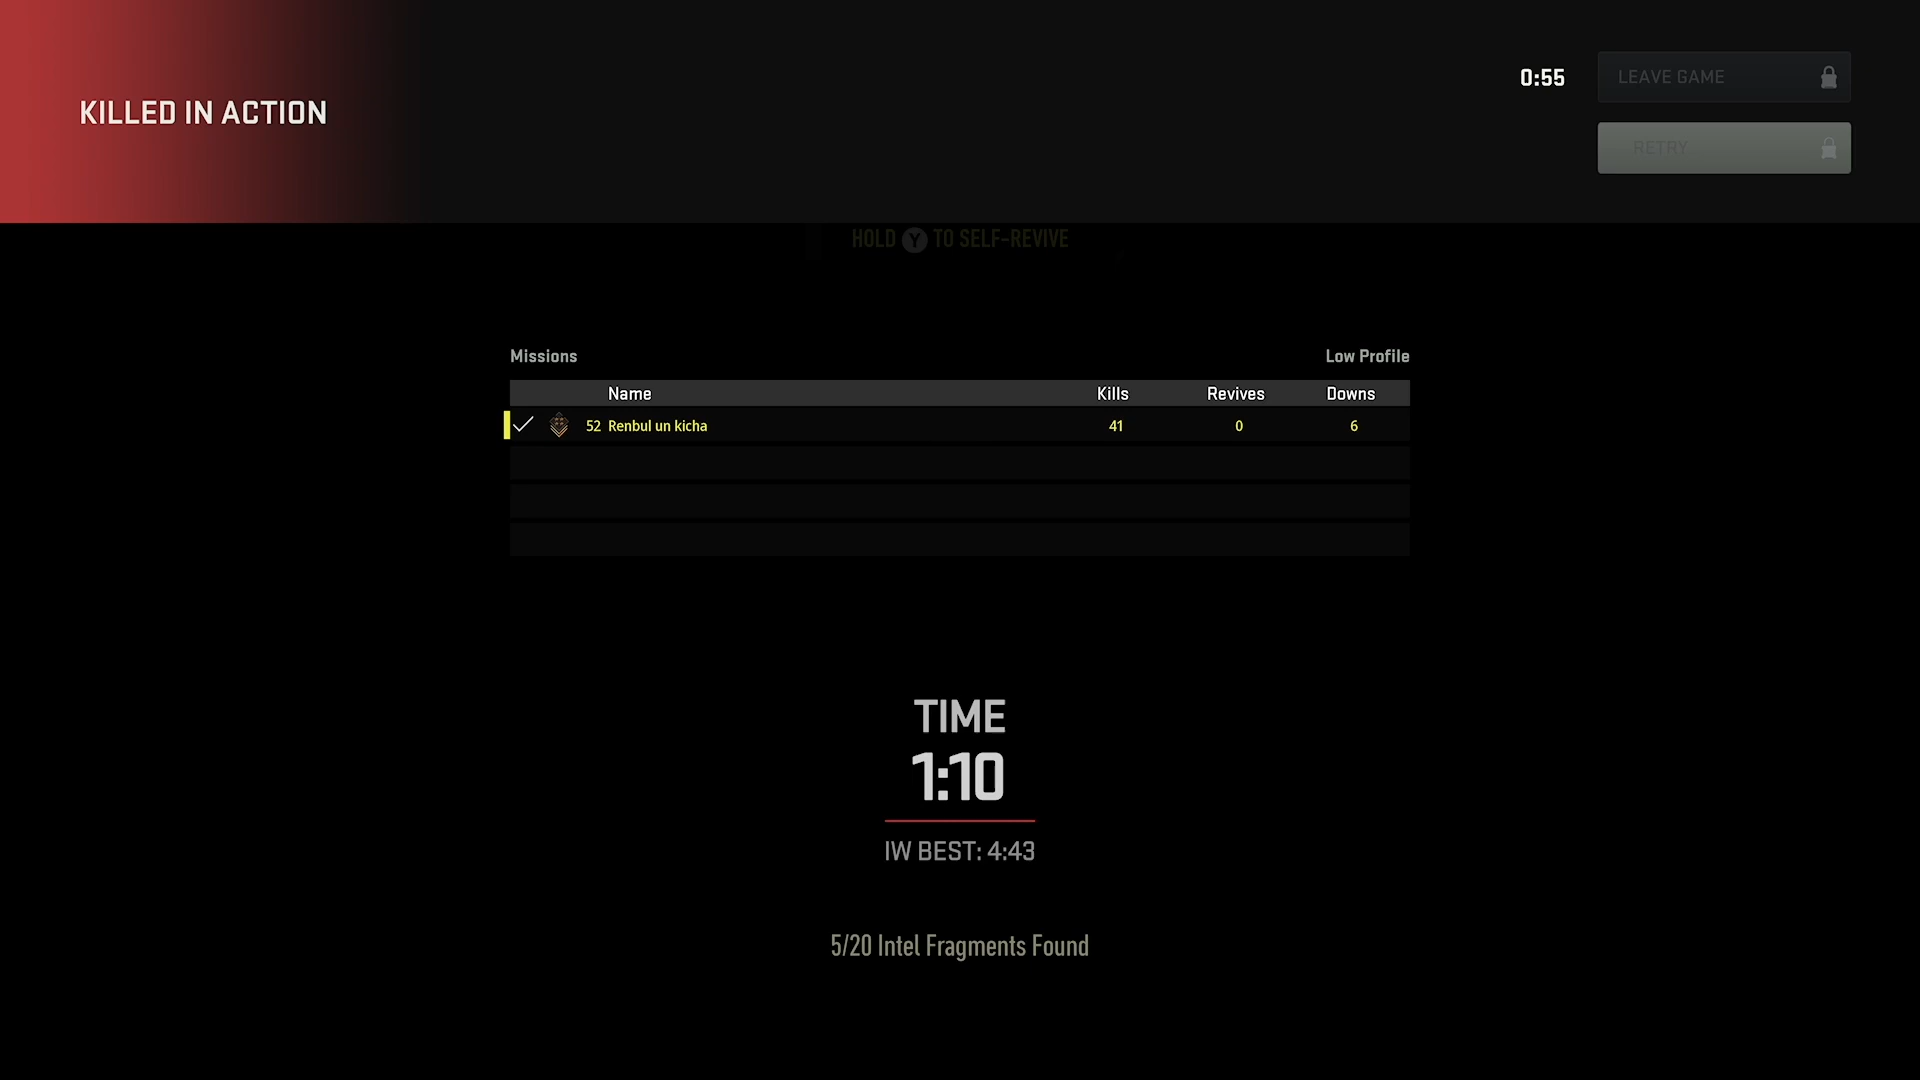 KILLED IN ACTION
0:55
LEAVE GAME
RETRY
HOLD Y TO SELF-REVIVE
Missions Low Profile
Name Kills Revives Downs
52 Renbul un kicha 41 0 6
TIME
1:10
IW BEST: 4:43
5/20 Intel Fragments Found